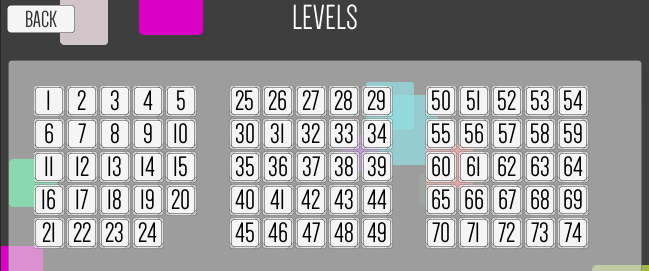 BACK
LEVELS
1 2 3 4 5 25 26 27 28 29 50 51 52 53 54
6 7 8 9 10 30 31 32 33 34 55 56 57 58 59
11 12 13 14 15 35 36 37 38 39 60 61 62 63 64
16 17 18 19 20 40 41 42 43 44 65 66 67 68 69
21 22 23 24 45 46 47 48 49 70 71 72 73 74